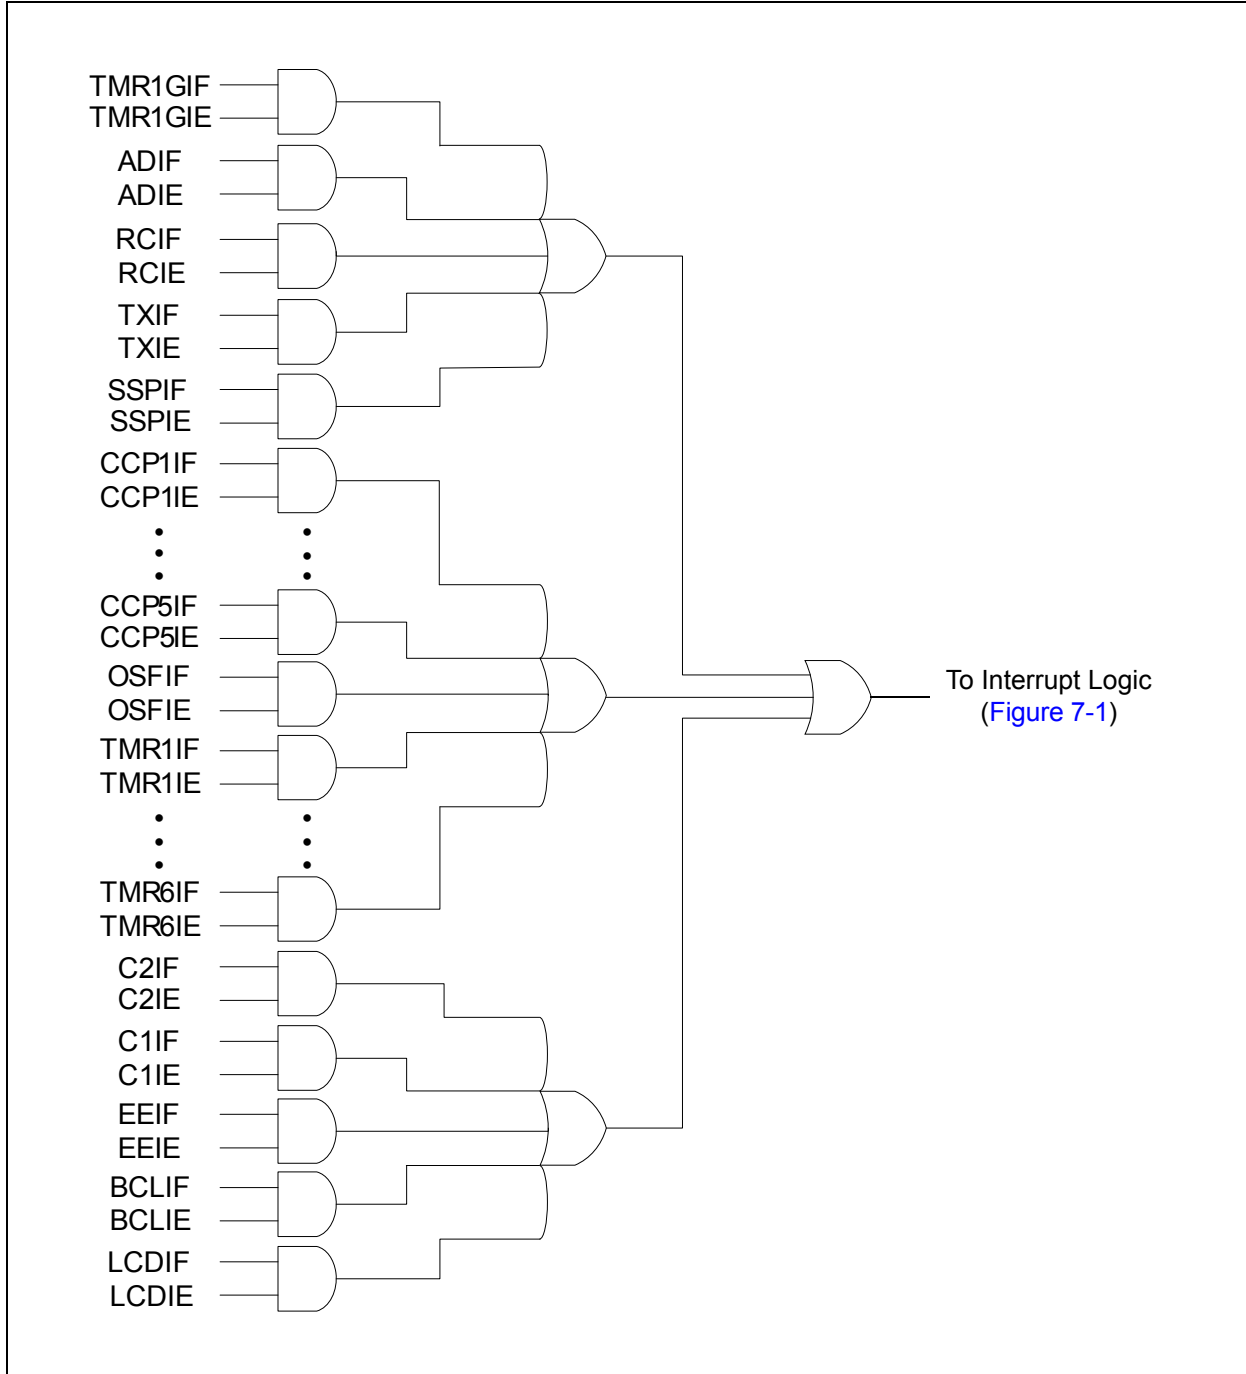 TMR1GIF
TMR1GIE
ADIF
ADIE
RCIF
RCIE
TXIF
TXIE
SSPIF
SSPIE
CCP1IF
CCP1IE
CCP5IF
CCP5IE
OSFIF
OSFIE
TMR1IF
TMR1IE
TMR6IF
TMR6IE
C2IF
C2IE
C1IF
C1IE
EEIF
EEIE
BCLIF
BCLIE
LCDIF
LCDIE
To Interrupt Logic
(Figure 7-1)